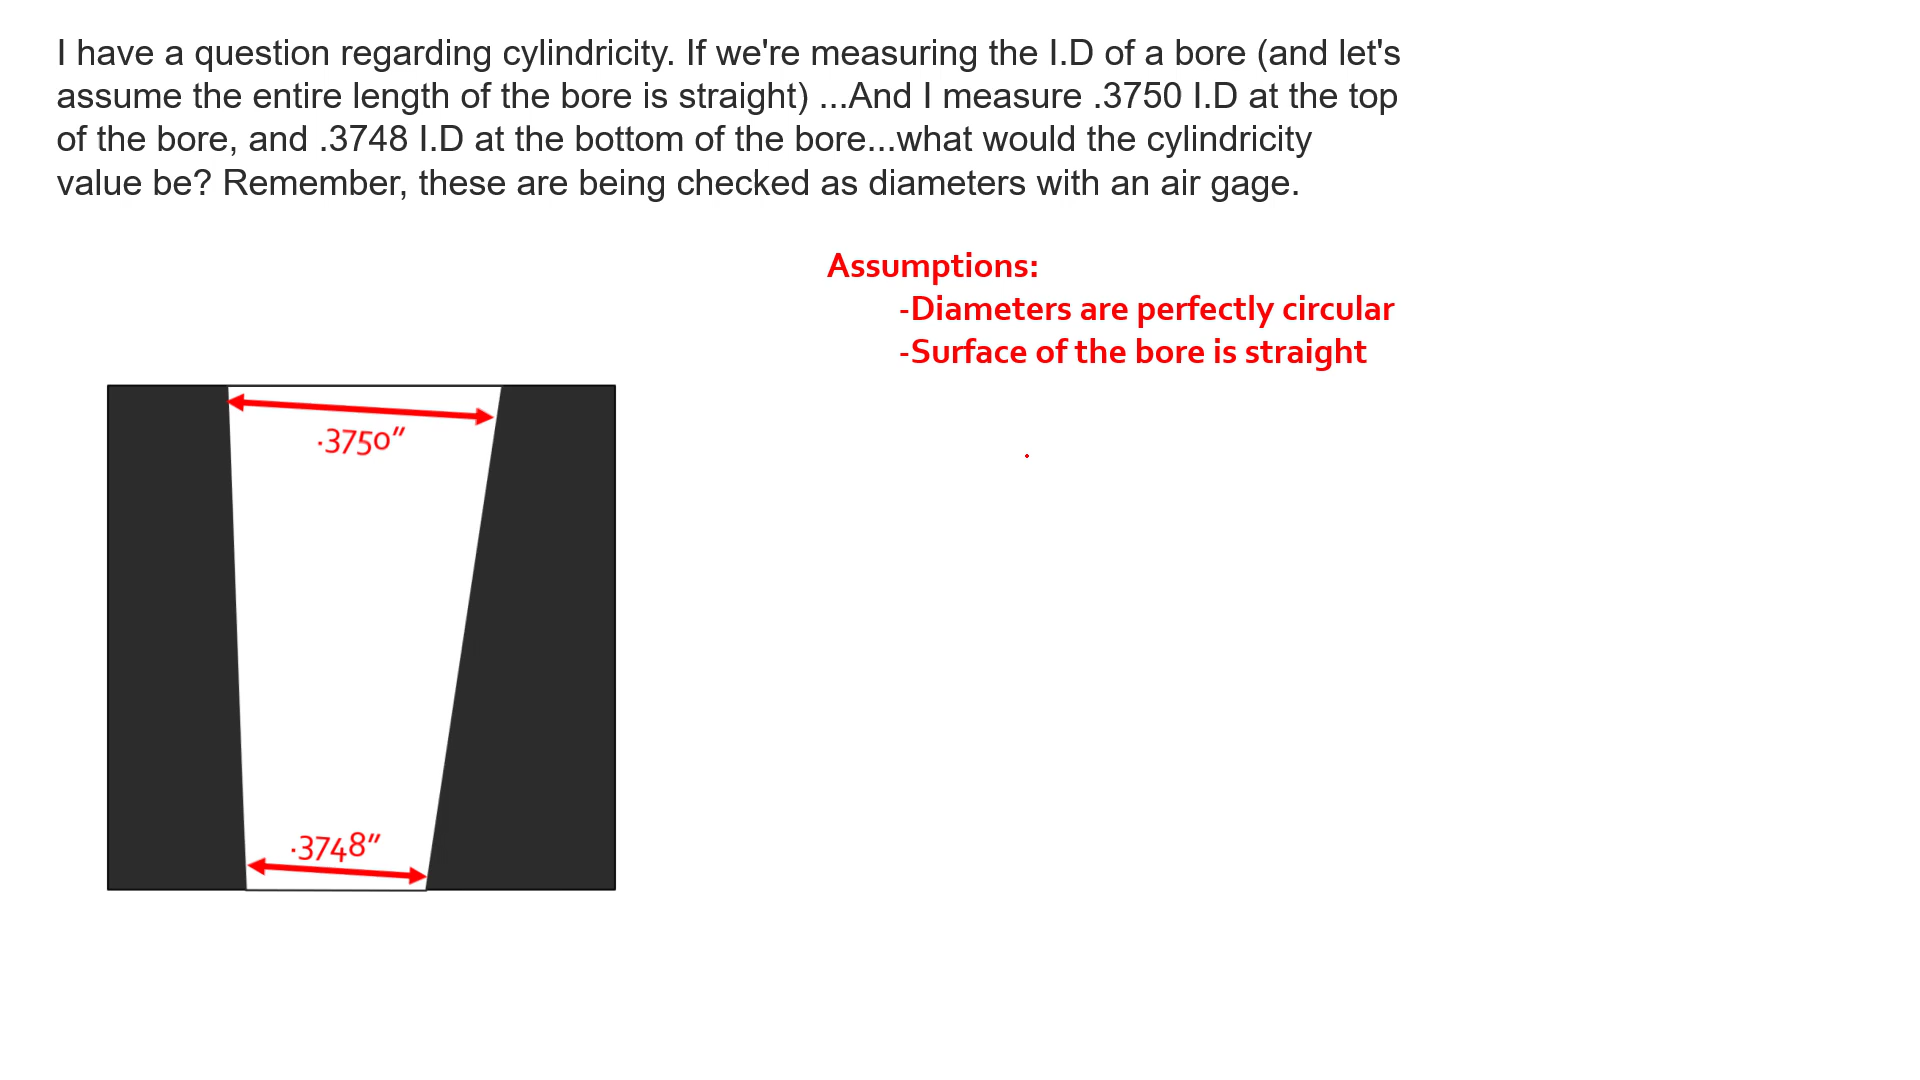 I have a question regarding cylindricity. If we're measuring the I.D of a bore (and let's
assume the entire length of the bore is straight) ...And I measure .3750 I.D at the top
of the bore, and .3748 I.D at the bottom of the bore...what would the cylindricity
value be? Remember, these are being checked as diameters with an air gage.
Assumptions:
-Diameters are perfectly circular
-Surface of the bore is straight
.3750"
.3748"